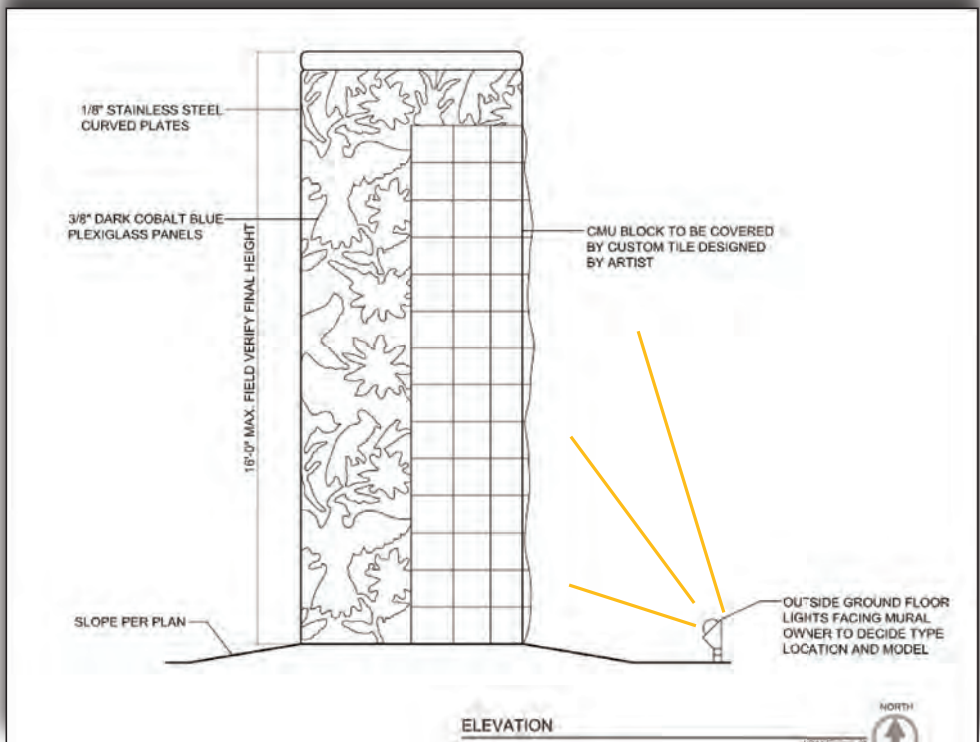 1/8" STAINLESS STEEL
CURVED PLATES
3/8" DARK COBALT BLUE
PLEXIGLASS PANELS
16'-0" MAX. FIELD VERIFY FINAL HEIGHT
CMU BLOCK TO BE COVERED
BY CUSTOM TILE DESIGNED
BY ARTIST
SLOPE PER PLAN
OUTSIDE GROUND FLOOR
LIGHTS FACING MURAL
OWNER TO DECIDE TYPE
LOCATION AND MODEL
ELEVATION
NORTH